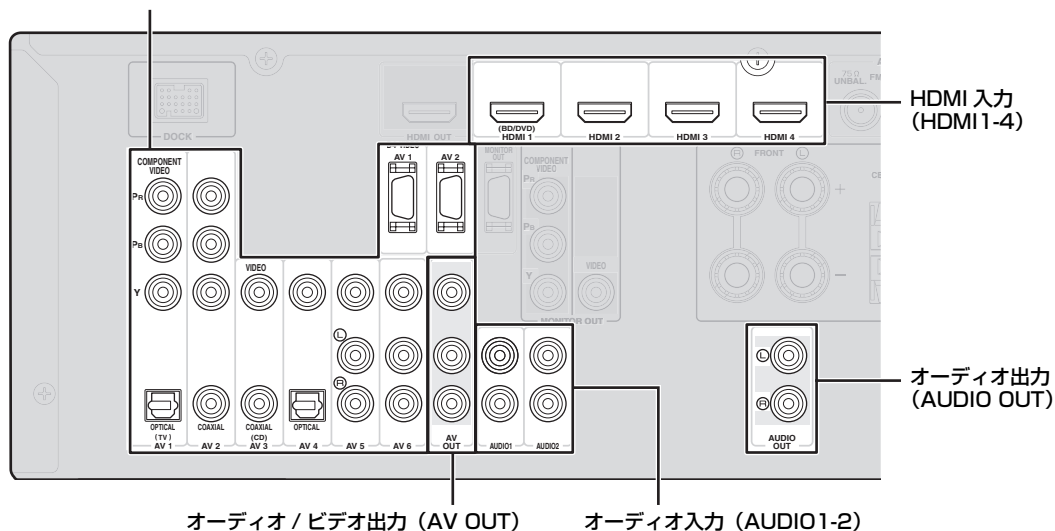 75 Ω
UNBAL.
FM
DOCK
HDMI OUT
(BD/DVD)
HDMI 1
HDMI 2
HDMI 3
HDMI 4
HDMI 入力
(HDMI1-4)
COMPONENT
VIDEO
AV 1
AV 2
MONITOR
OUT
COMPONENT
VIDEO
R
FRONT
L
PR
PB
Y
VIDEO
PR
PB
Y
VIDEO
MONITOR OUT
+
−
L
R
OPTICAL
(TV)
AV 1
COAXIAL
AV 2
COAXIAL
(CD)
AV 3
OPTICAL
AV 4
AV 5
AV 6
AV
OUT
AUDIO1
AUDIO2
L
R
AUDIO
OUT
オーディオ出力
(AUDIO OUT)
オーディオ / ビデオ出力(AV OUT)
オーディオ入力(AUDIO1-2)